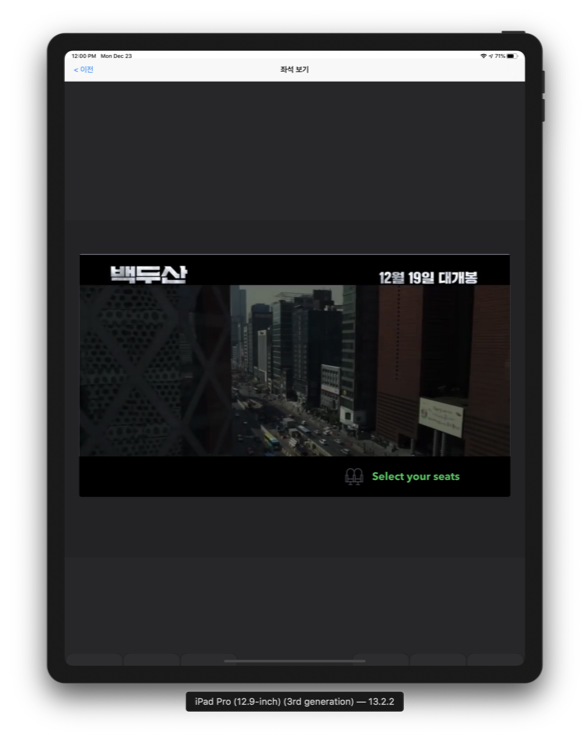 12:00 PM Mon Dec 23
71%
< 이전
좌석 보기
백두산
12월 19일 대개봉
Select your seats
iPad Pro (12.9-inch) (3rd generation) — 13.2.2